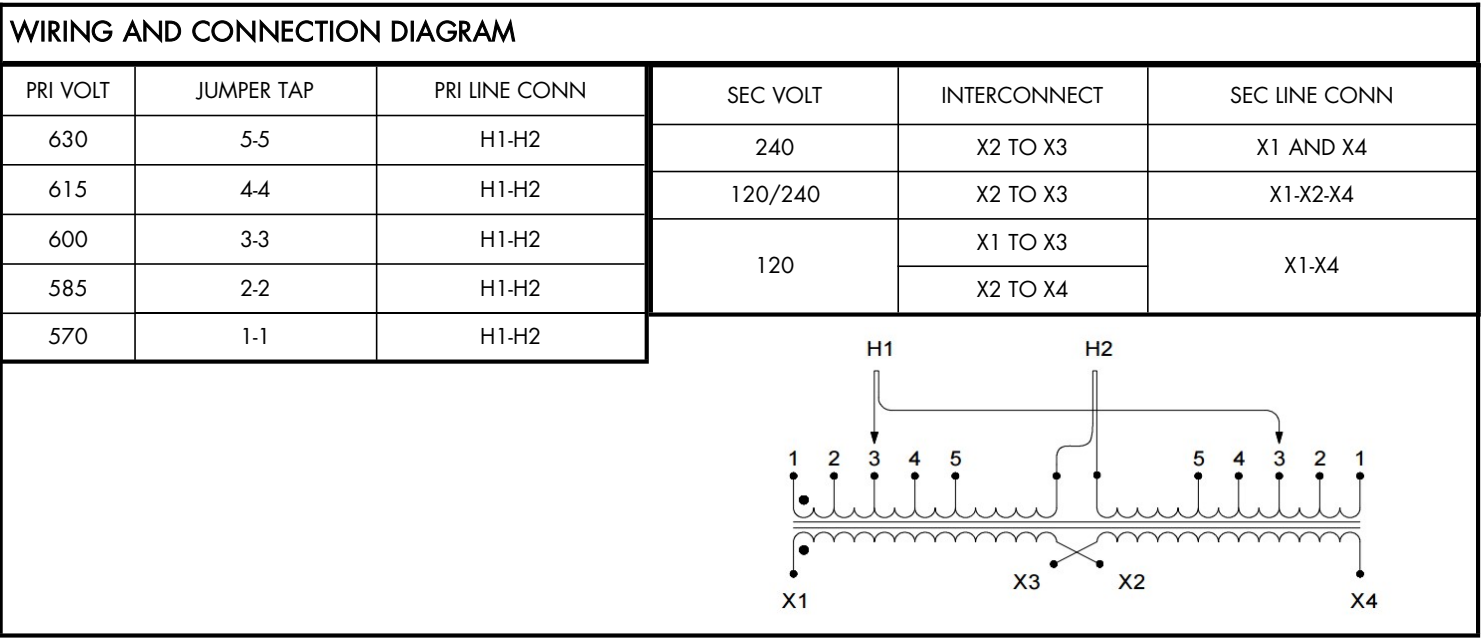 WIRING AND CONNECTION DIAGRAM
PRI VOLT JUMPER TAP PRI LINE CONN
630 5-5 H1-H2
615 4-4 H1-H2
600 3-3 H1-H2
585 2-2 H1-H2
570 1-1 H1-H2
SEC VOLT INTERCONNECT SEC LINE CONN
240 X2 TO X3 X1 AND X4
120/240 X2 TO X3 X1-X2-X4
120 X1 TO X3 X1-X4
X2 TO X4
H1 H2
1 2 3 4 5 5 4 3 2 1
X3 X2
X1 X4